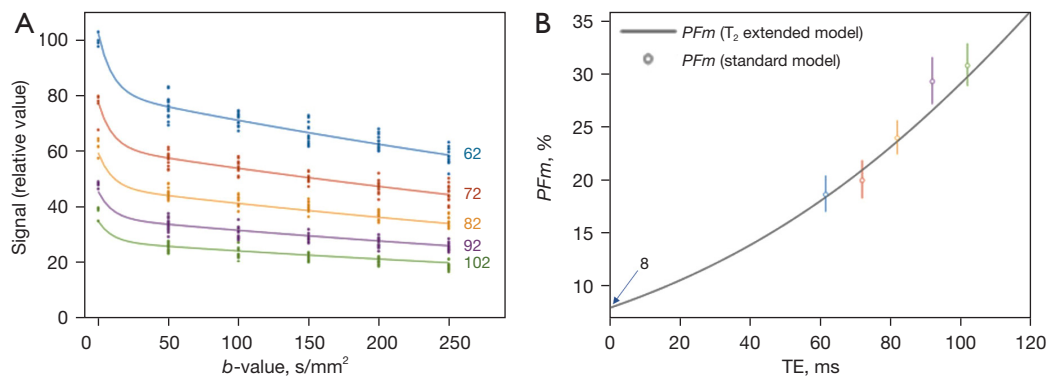 A
Signal (relative value)
100
80
60
40
20
0
62
72
82
92
102
0 50 100 150 200 250
b-value, s/mm²
B
PFm (T₂ extended model)
PFm (standard model)
PFm, %
35
30
25
20
15
10
8
0 20 40 60 80 100 120
TE, ms